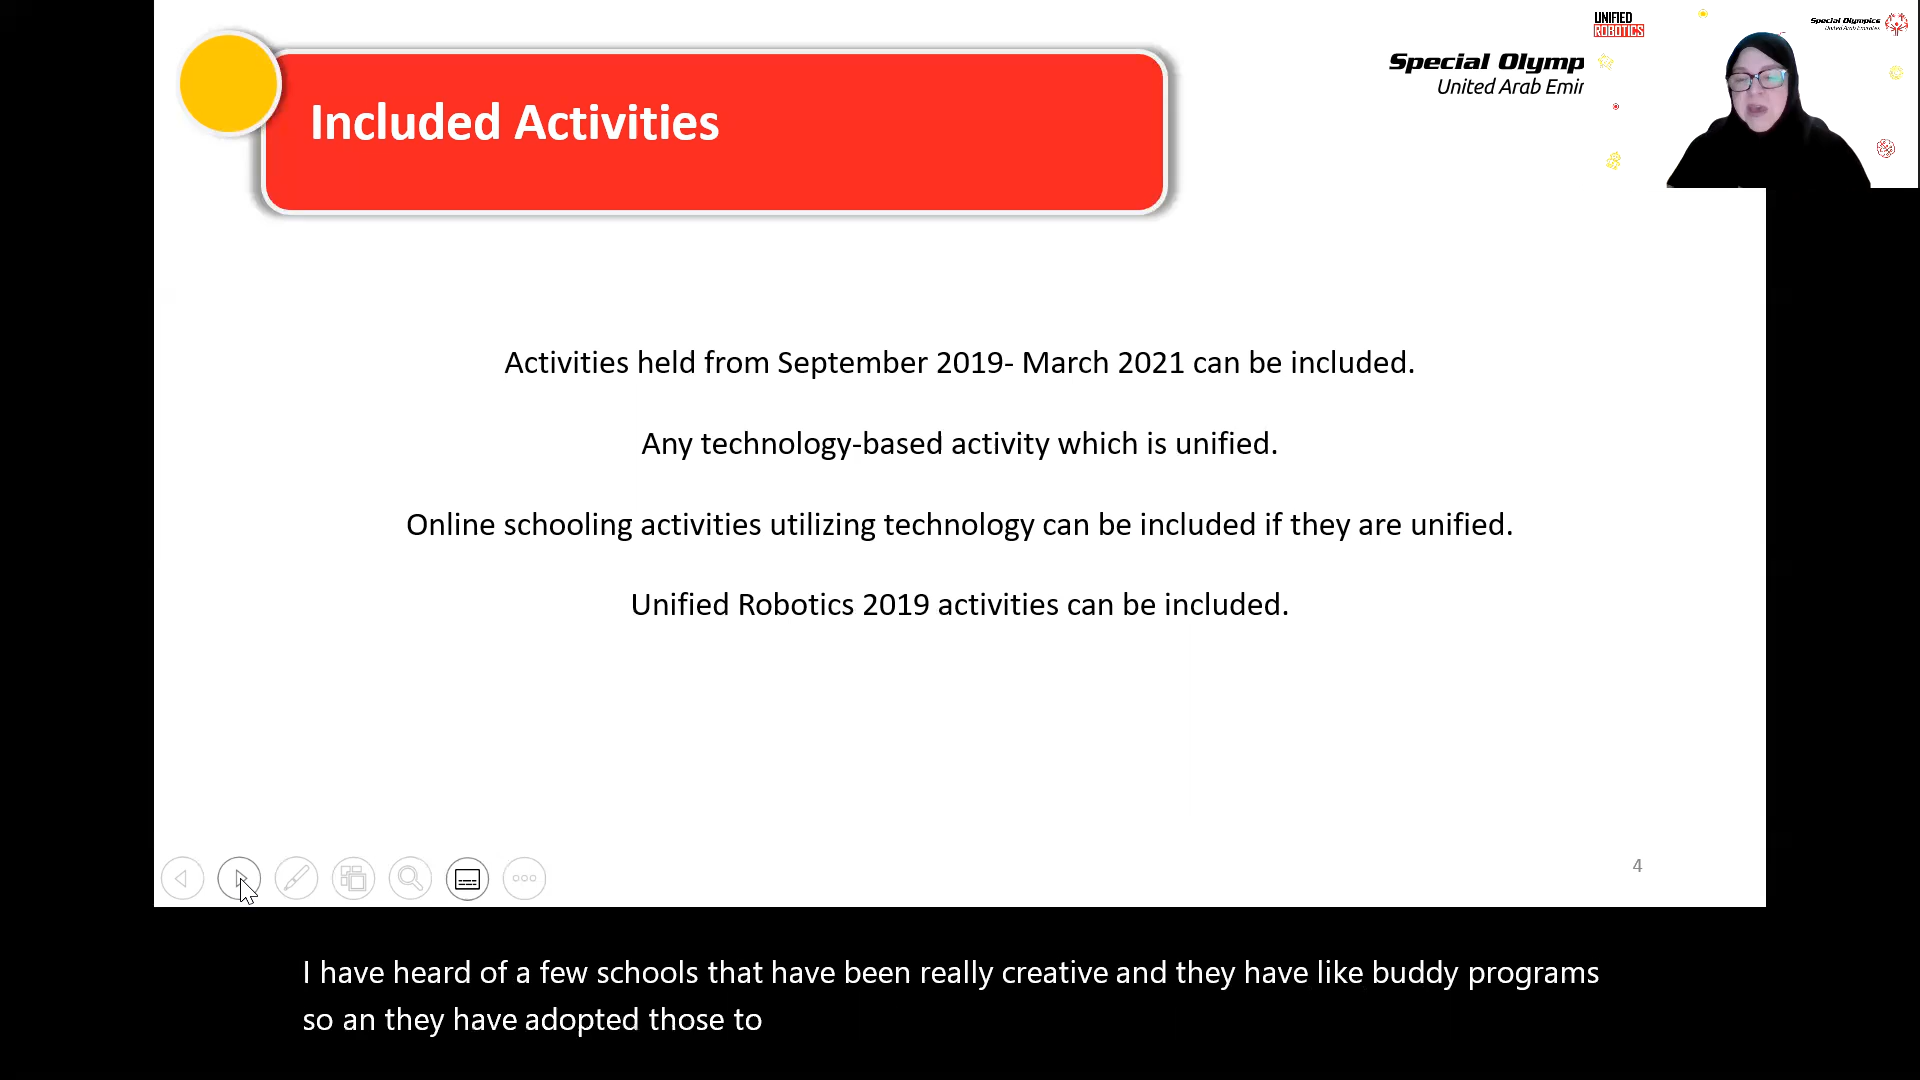 UNIFIED
ROBOTICS
Special Olympics
United Arab Emirates
Special Olymp
United Arab Emir
Included Activities
Activities held from September 2019- March 2021 can be included.
Any technology-based activity which is unified.
Online schooling activities utilizing technology can be included if they are unified.
Unified Robotics 2019 activities can be included.
4
I have heard of a few schools that have been really creative and they have like buddy programs
so an they have adopted those to